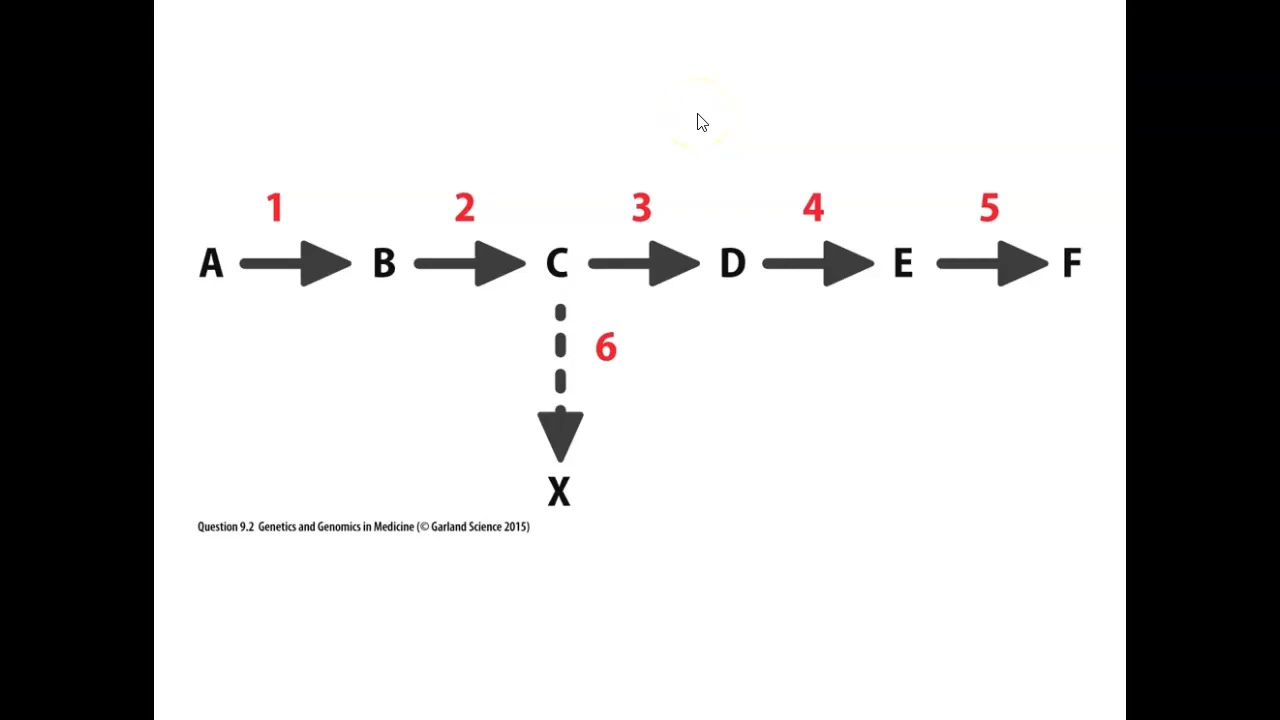 1 2 3 4 5
A B C D E F
6
X
Question 9.2 Genetics and Genomics in Medicine (© Garland Science 2015)